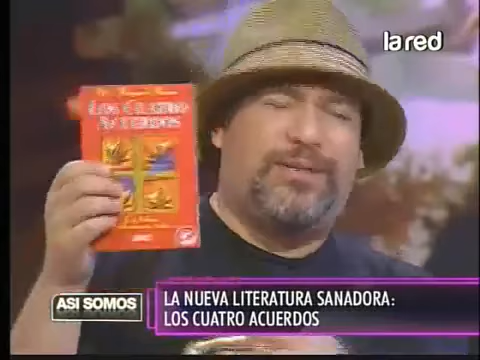 la red
LOS CUATRO
ACUERDOS
ASI SOMOS
LA NUEVA LITERATURA SANADORA:
LOS CUATRO ACUERDOS